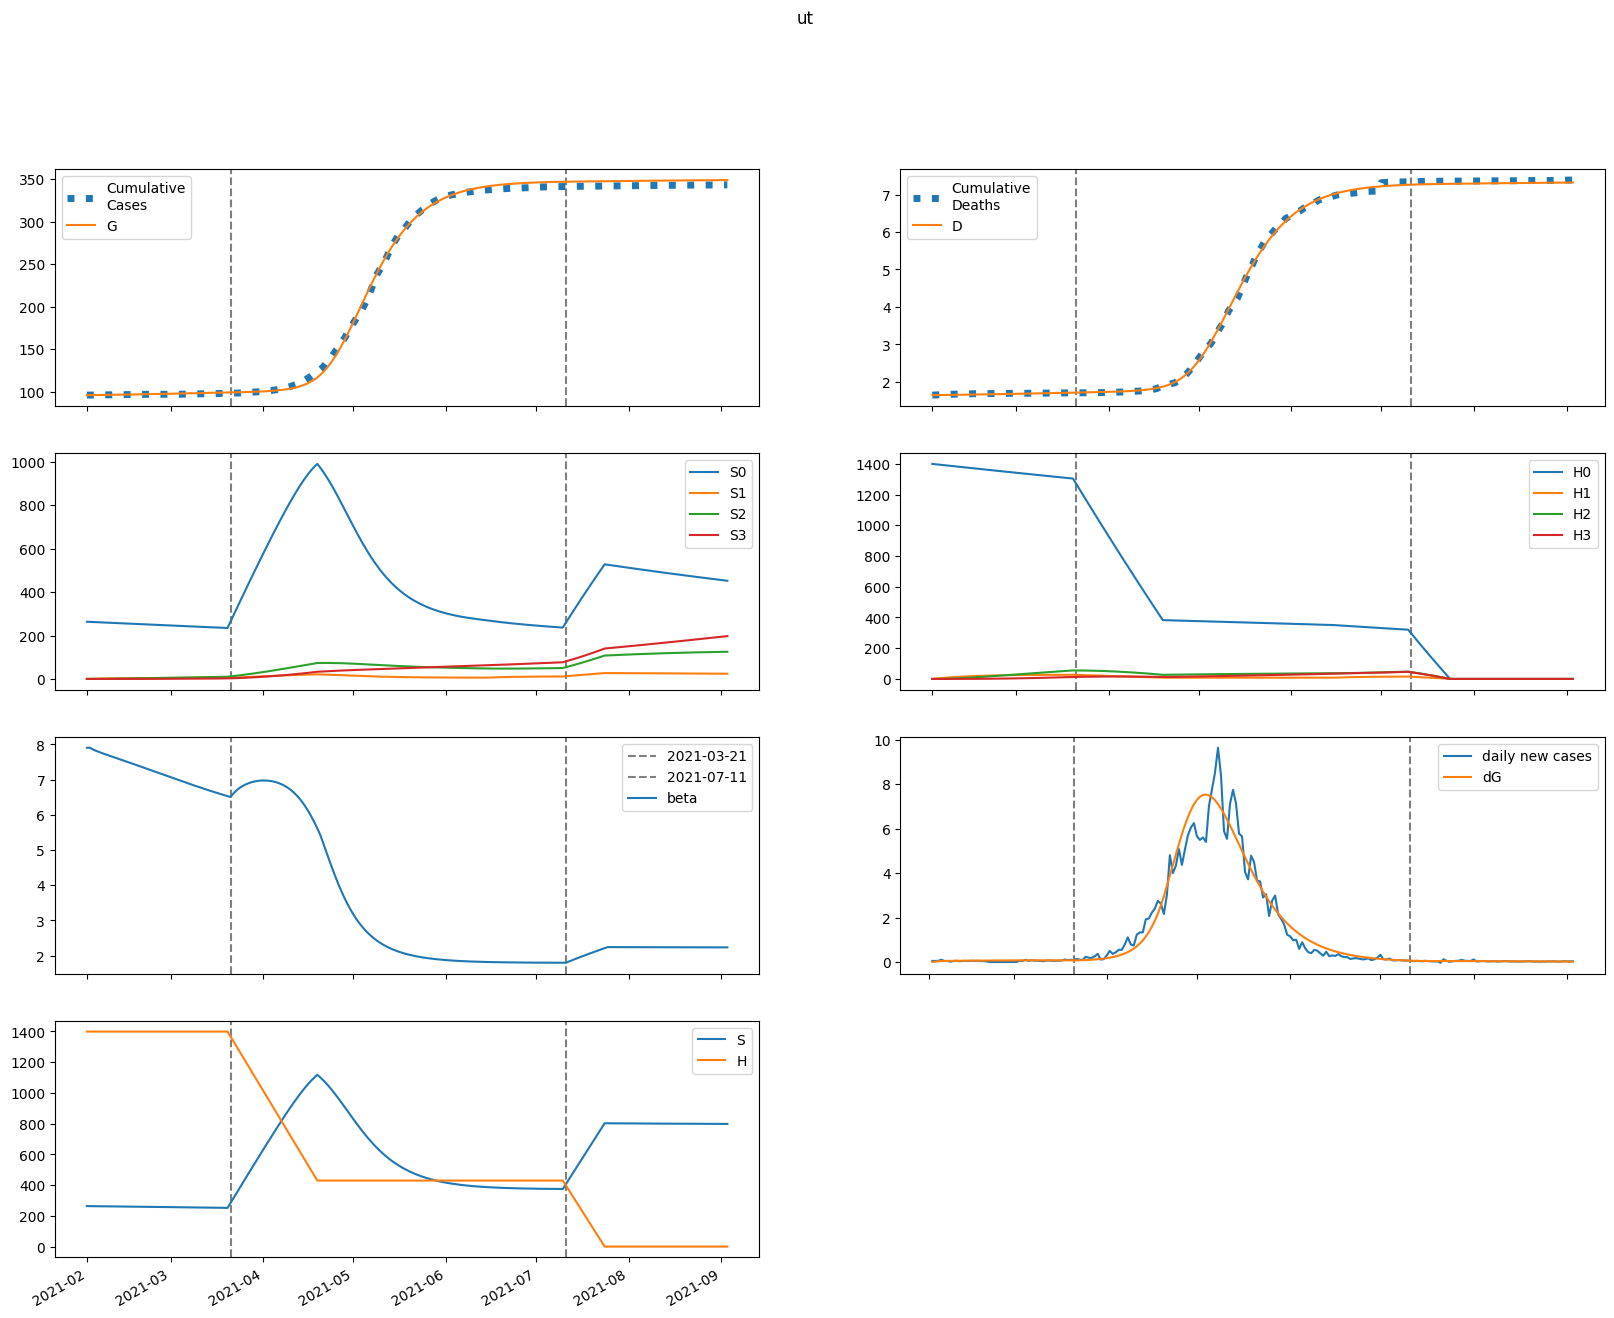 ut
350
300
250
200
150
100
Cumulative
Cases
G
7
6
5
4
3
2
Cumulative
Deaths
D
1000
800
600
400
200
0
S0
S1
S2
S3
1400
1200
1000
800
600
400
200
0
H0
H1
H2
H3
8
7
6
5
4
3
2
2021-03-21
2021-07-11
beta
10
8
6
4
2
0
daily new cases
dG
1400
1200
1000
800
600
400
200
0
S
H
2021-02
2021-03
2021-04
2021-05
2021-06
2021-07
2021-08
2021-09